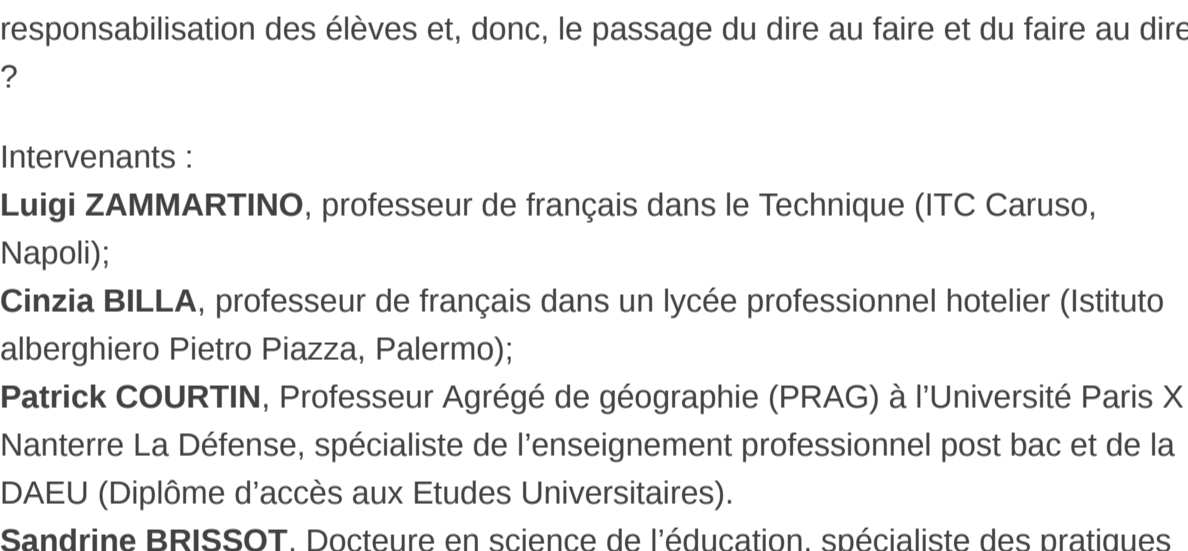 responsabilisation des élèves et, donc, le passage du dire au faire et du faire au dire
?
Intervenants :
Luigi ZAMMARTINO, professeur de français dans le Technique (ITC Caruso,
Napoli);
Cinzia BILLA, professeur de français dans un lycée professionnel hotelier (Istituto
alberghiero Pietro Piazza, Palermo);
Patrick COURTIN, Professeur Agrégé de géographie (PRAG) à l’Université Paris X
Nanterre La Défense, spécialiste de l’enseignement professionnel post bac et de la
DAEU (Diplôme d’accès aux Etudes Universitaires).
Sandrine BRISSOT, Docteure en science de l’éducation, spécialiste des pratiques